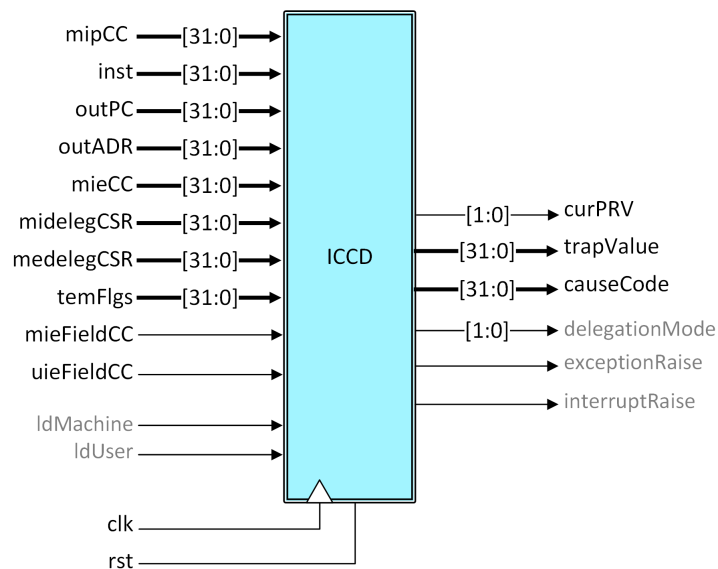 mipCC [31:0]
inst [31:0]
outPC [31:0]
outADR [31:0]
mieCC [31:0]
midelegCSR [31:0]
medelegCSR [31:0]
temFlgs [31:0]
mieFieldCC
uieFieldCC
ldMachine
ldUser
clk
rst
ICCD
[1:0] curPRV
[31:0] trapValue
[31:0] causeCode
[1:0] delegationMode
exceptionRaise
interruptRaise